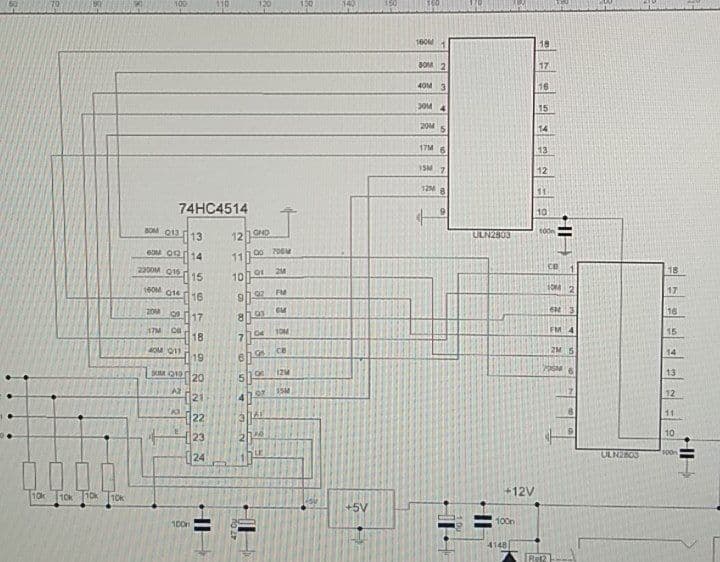 60 70 80 90 100 110 120 130 140 150 160 170 180 190 200 210
160M 1 18
80M 2 17
40M 3 16
30M 4 15
20M 5 14
17M 6 13
15M 7 12
12M 8 11
9 10
ULN2803
100n
74HC4514
80M Q13 13 12 GND
60M Q12 14 11 Q0 70SM
2300M Q15 15 10 Q1 2M
160M Q14 16 9 Q2 FM
20M Q9 17 8 Q3 6M
17M Q8 18 7 Q4 10M
40M Q11 19 6 Q5 CB
30M Q10 20 5 Q6 12M
A2 21 4 Q7 15M
A3 22 3 A1
E 23 2 A0
24 1 LE
CB 1 18
10M 2 17
6M 3 16
FM 4 15
2M 5 14
70SM 6 13
7 12
8 11
9 10
ULN2803
100n
10k 10k 10k 10k
+5V
+5V
+12V
100n
47.0u
100n
4148
Rel2